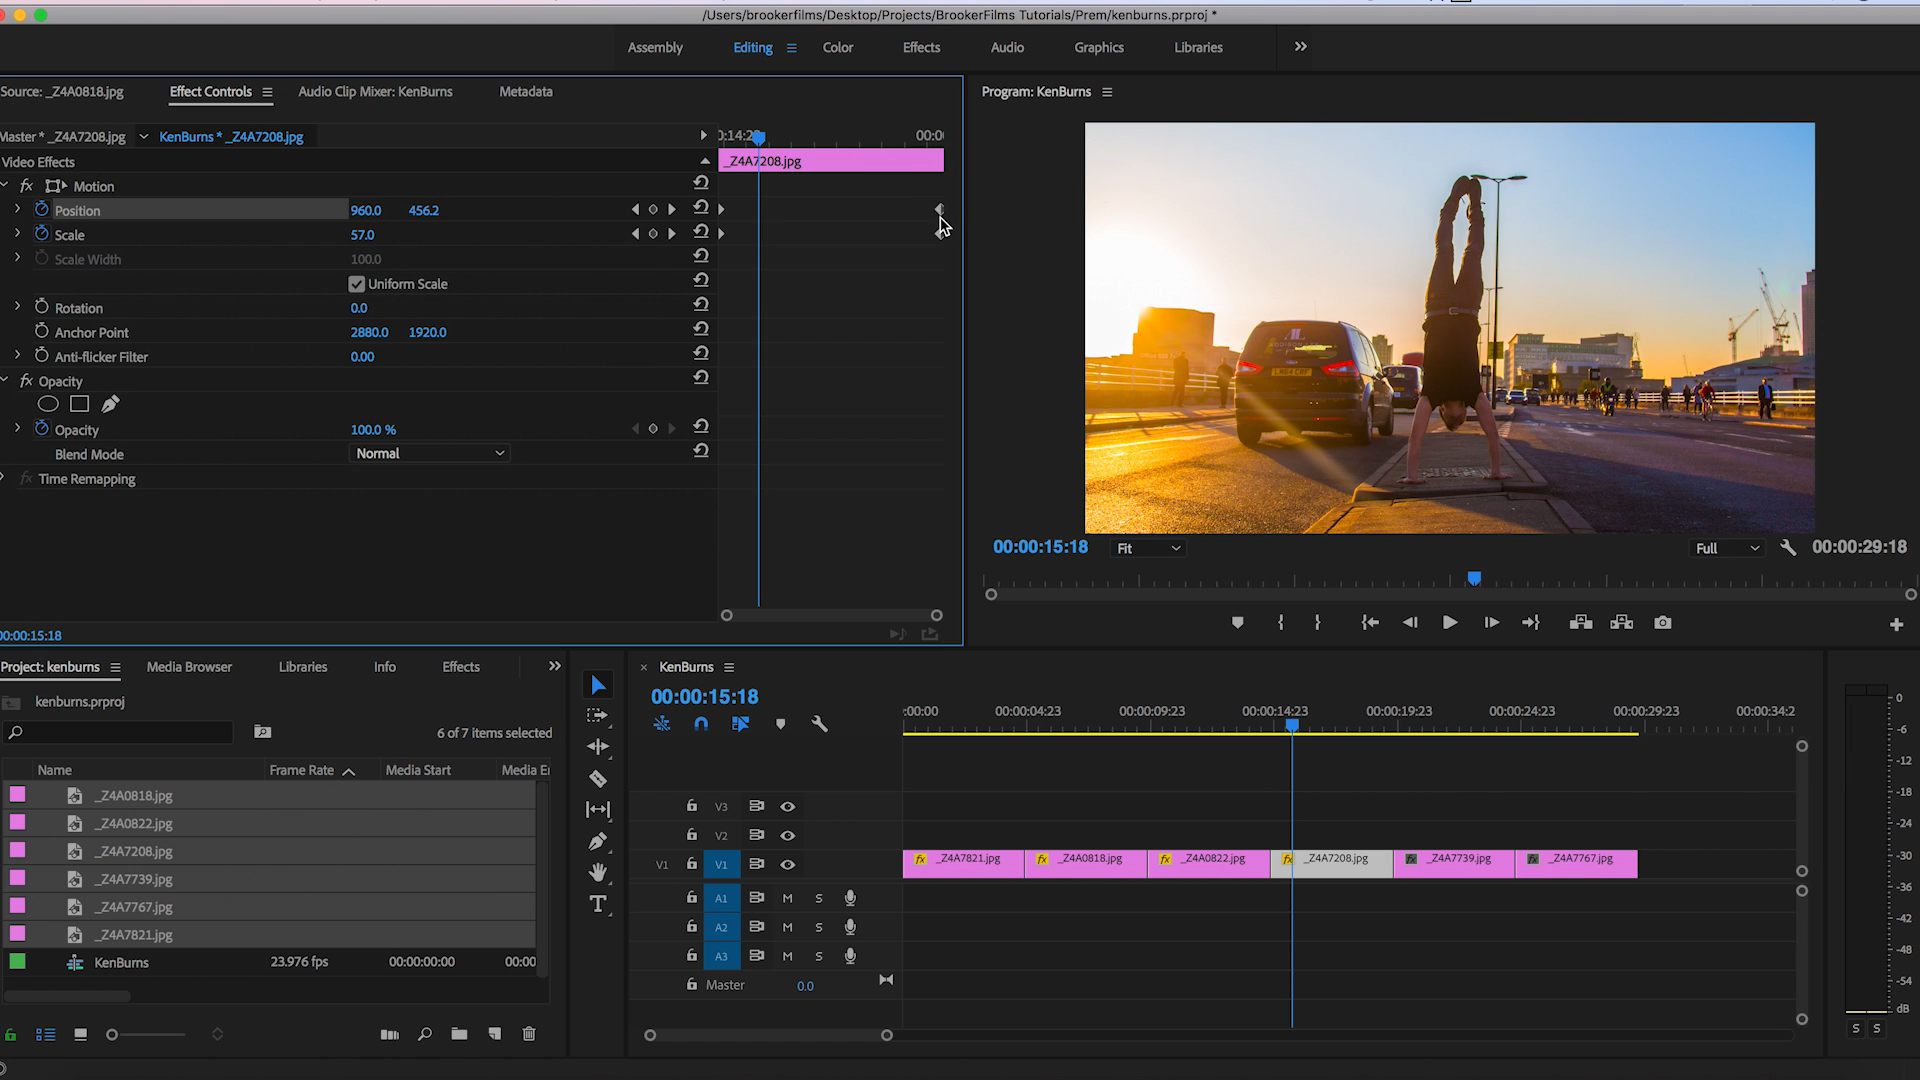 /Users/brookerfilms/Desktop/Projects/BrookerFilms Tutorials/Prem/kenburns.prproj *
Assembly Editing Color Effects Audio Graphics Libraries
Source: _Z4A0818.jpg Effect Controls Audio Clip Mixer: KenBurns Metadata
Program: KenBurns
Master * _Z4A7208.jpg KenBurns * _Z4A7208.jpg
Video Effects
_Z4A7208.jpg
fx Motion
Position 960.0 456.2
Scale 57.0
Scale Width 100.0
Uniform Scale
Rotation 0.0
Anchor Point 2880.0 1920.0
Anti-flicker Filter 0.00
fx Opacity
Opacity 100.0 %
Blend Mode Normal
fx Time Remapping
00:00:15:18
00:00:15:18 Fit Full 00:00:29:18
Project: kenburns Media Browser Libraries Info Effects
kenburns.prproj
6 of 7 items selected
Name Frame Rate Media Start Media
_Z4A0818.jpg
_Z4A0822.jpg
_Z4A7208.jpg
_Z4A7739.jpg
_Z4A7767.jpg
_Z4A7821.jpg
KenBurns 23.976 fps 00:00:00:00 00:00
× KenBurns
00:00:15:18
:00:00 00:00:04:23 00:00:09:23 00:00:14:23 00:00:19:23 00:00:24:23 00:00:29:23 00:00:34:2
V3
V2
V1 V1
fx _Z4A7821.jpg fx _Z4A0818.jpg fx _Z4A0822.jpg fx _Z4A7208.jpg fx _Z4A7739.jpg fx _Z4A7767.jpg
A1 M S
A2 M S
A3 M S
Master 0.0
0
-6
-12
-18
-24
-30
-36
-42
-48
-54
dB
S S